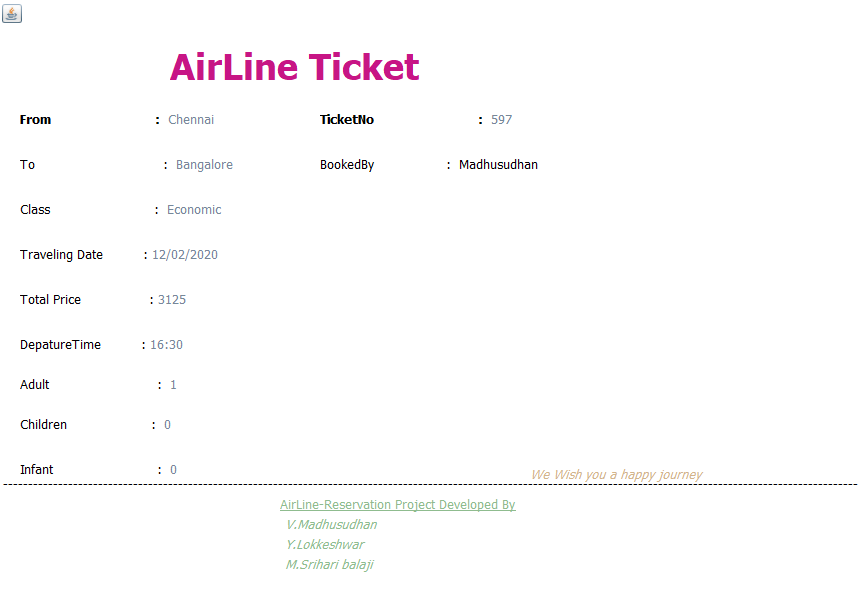 AirLine Ticket
From : Chennai TicketNo : 597
To : Bangalore BookedBy : Madhusudhan
Class : Economic
Traveling Date : 12/02/2020
Total Price : 3125
DepatureTime : 16:30
Adult : 1
Children : 0
Infant : 0
We Wish you a happy journey
AirLine-Reservation Project Developed By
V.Madhusudhan
Y.Lokkeshwar
M.Srihari balaji